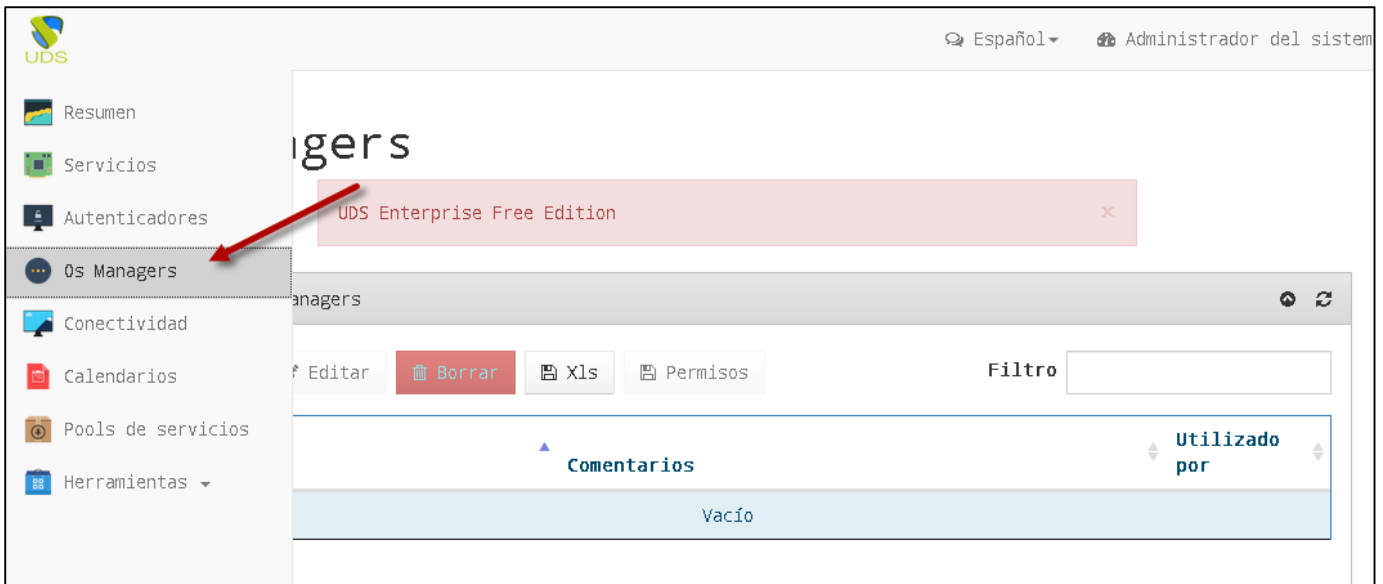 UDS
Español
Administrador del sistem
Resumen
Servicios
Autenticadores
Os Managers
Conectividad
Calendarios
Pools de servicios
Herramientas
agers
UDS Enterprise Free Edition
anagers
Editar
Borrar
Xls
Permisos
Filtro
Comentarios
Utilizado
por
Vacío